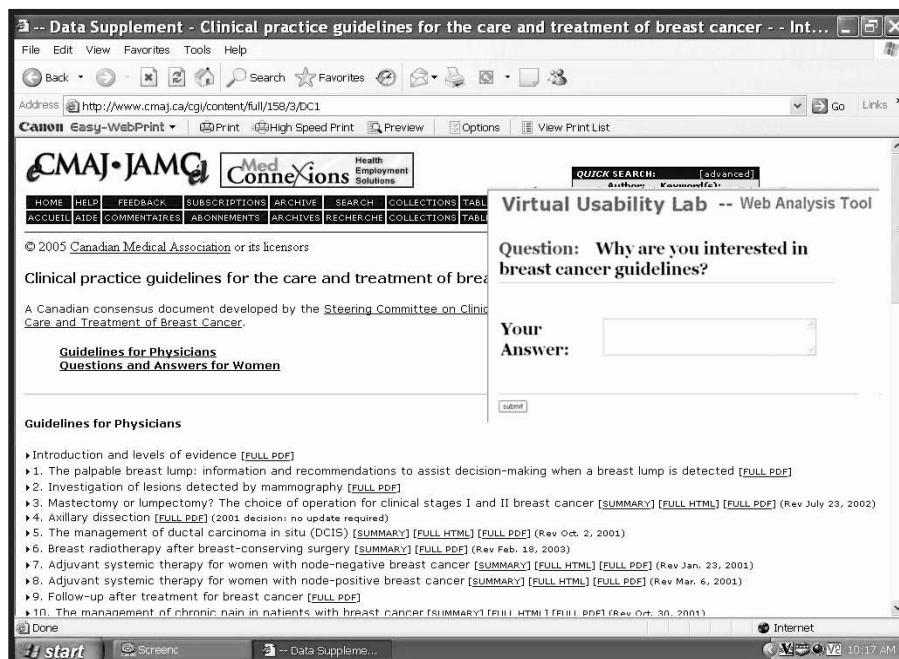 -- Data Supplement - Clinical practice guidelines for the care and treatment of breast cancer - - Int...
File Edit View Favorites Tools Help
Back Search Favorites
Address http://www.cmaj.ca/cgi/content/full/158/3/DC1 Go Links
Canon Easy-WebPrint Print High Speed Print Preview Options View Print List
CMAJ·JAMC
Med Connexions Health Employment Solutions
QUICK SEARCH: [advanced]
Author: Keyword(s):
HOME HELP FEEDBACK SUBSCRIPTIONS ARCHIVE SEARCH COLLECTIONS TABL
ACCUEIL AIDE COMMENTAIRES ABONNEMENTS ARCHIVES RECHERCHE COLLECTIONS TABL
Virtual Usability Lab -- Web Analysis Tool
Question: Why are you interested in
breast cancer guidelines?
Your
Answer:
submit
© 2005 Canadian Medical Association or its licensors
Clinical practice guidelines for the care and treatment of brea
A Canadian consensus document developed by the Steering Committee on Clinic
Care and Treatment of Breast Cancer.
Guidelines for Physicians
Questions and Answers for Women
Guidelines for Physicians
Introduction and levels of evidence [FULL PDF]
1. The palpable breast lump: information and recommendations to assist decision-making when a breast lump is detected [FULL PDF]
2. Investigation of lesions detected by mammography [FULL PDF]
3. Mastectomy or lumpectomy? The choice of operation for clinical stages I and II breast cancer [SUMMARY] [FULL HTML] [FULL PDF] (Rev July 23, 2002)
4. Axillary dissection [FULL PDF] (2001 decision: no update required)
5. The management of ductal carcinoma in situ (DCIS) [SUMMARY] [FULL HTML] [FULL PDF] (Rev Oct. 2, 2001)
6. Breast radiotherapy after breast-conserving surgery [SUMMARY] [FULL PDF] (Rev Feb. 18, 2003)
7. Adjuvant systemic therapy for women with node-negative breast cancer [SUMMARY] [FULL HTML] [FULL PDF] (Rev Jan. 23, 2001)
8. Adjuvant systemic therapy for women with node-positive breast cancer [SUMMARY] [FULL HTML] [FULL PDF] (Rev Mar. 6, 2001)
9. Follow-up after treatment for breast cancer [FULL PDF]
10. The management of chronic pain in patients with breast cancer [SUMMARY] [FULL HTML] [FULL PDF] (Rev Oct. 30, 2001)
Done Internet
start Screenc -- Data Suppleme... 10:17 AM